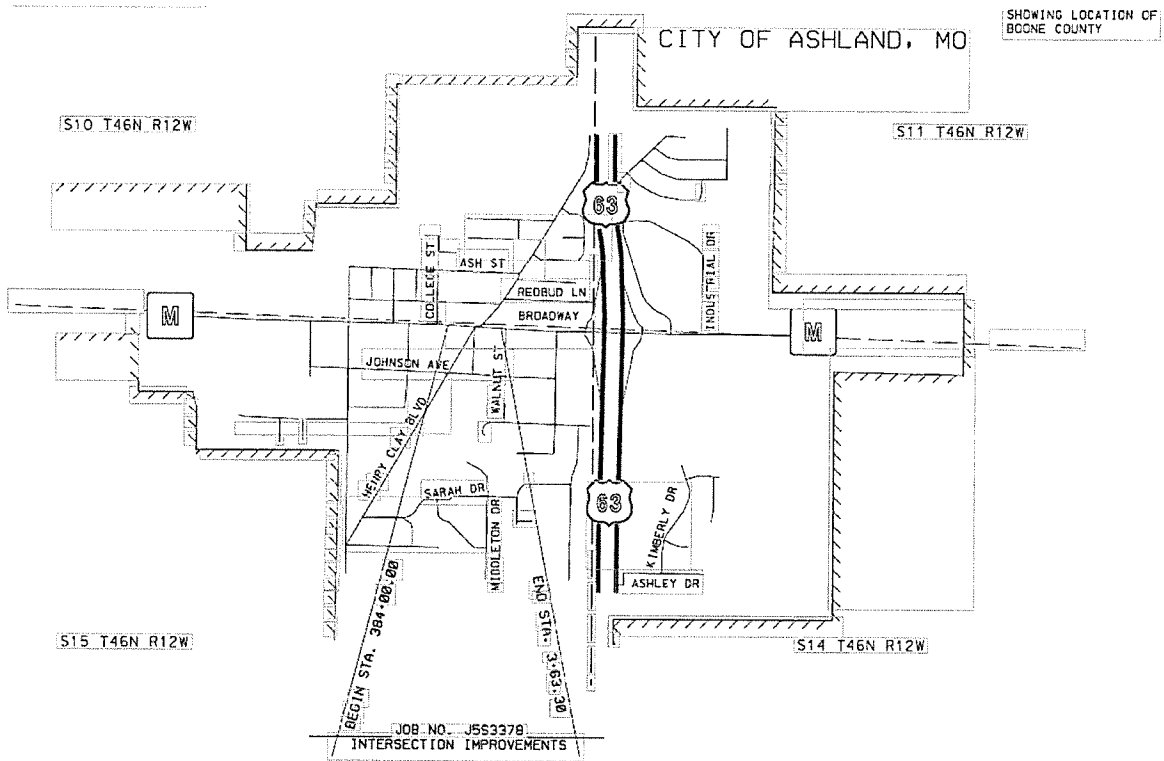 SHOWING LOCATION OF
BOONE COUNTY
CITY OF ASHLAND, MO
S10 T46N R12W
S11 T46N R12W
63
COLLEGE ST
ASH ST
INDUSTRIAL DR
REDBUD LN
M
BROADWAY
M
JOHNSON AVE
WALNUT ST
HENRY CLAY BLVD
SARAH DR
63
MIDDLETON DR
KIMBERLY DR
ASHLEY DR
BEGIN STA. 384+00.00
END STA. 3+63.30
S15 T46N R12W
S14 T46N R12W
JOB NO. J5S3378
INTERSECTION IMPROVEMENTS